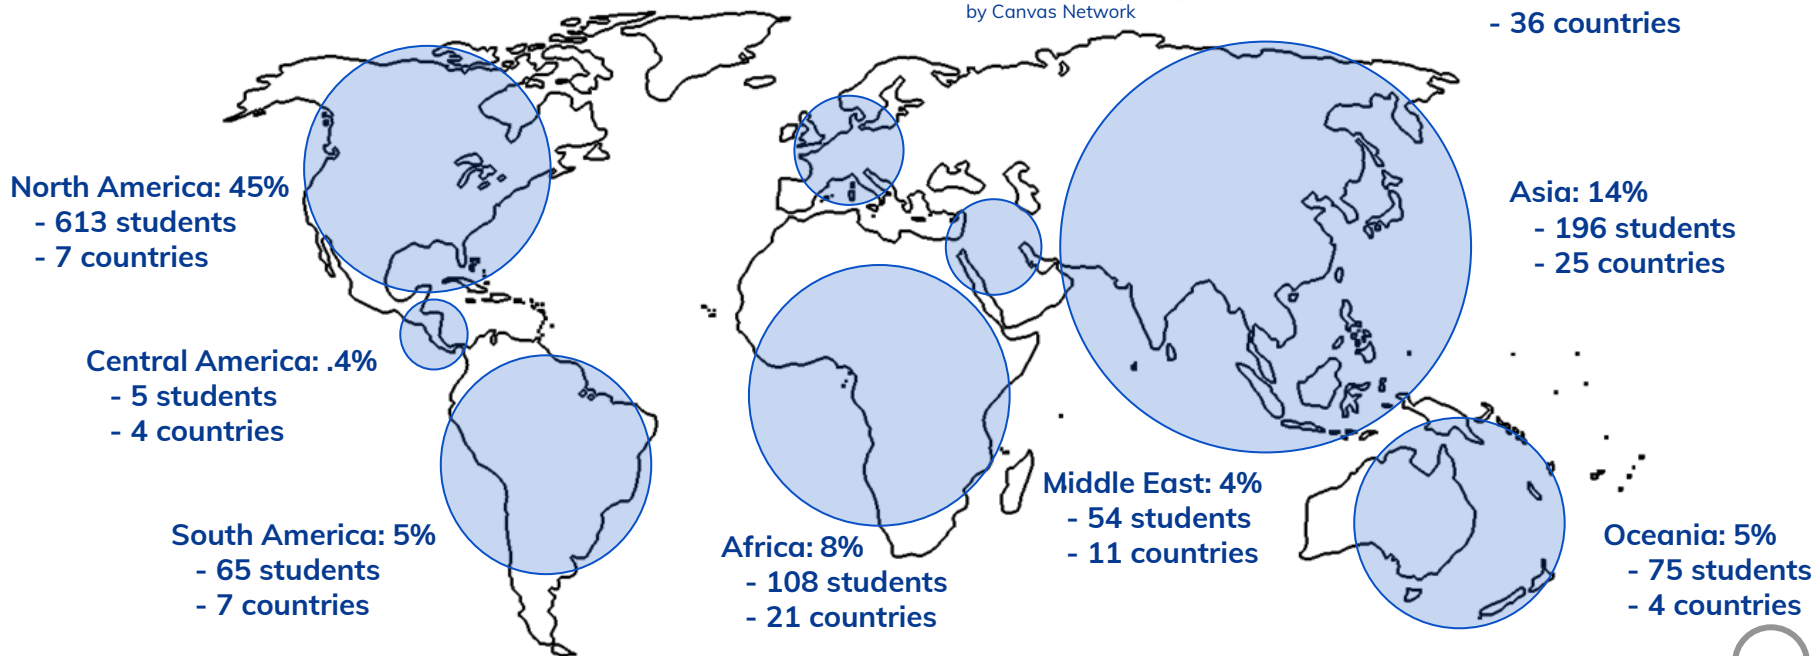 by Canvas Network
- 36 countries
North America: 45%
- 613 students
- 7 countries
Asia: 14%
- 196 students
- 25 countries
Central America: .4%
- 5 students
- 4 countries
Middle East: 4%
- 54 students
- 11 countries
South America: 5%
- 65 students
- 7 countries
Africa: 8%
- 108 students
- 21 countries
Oceania: 5%
- 75 students
- 4 countries